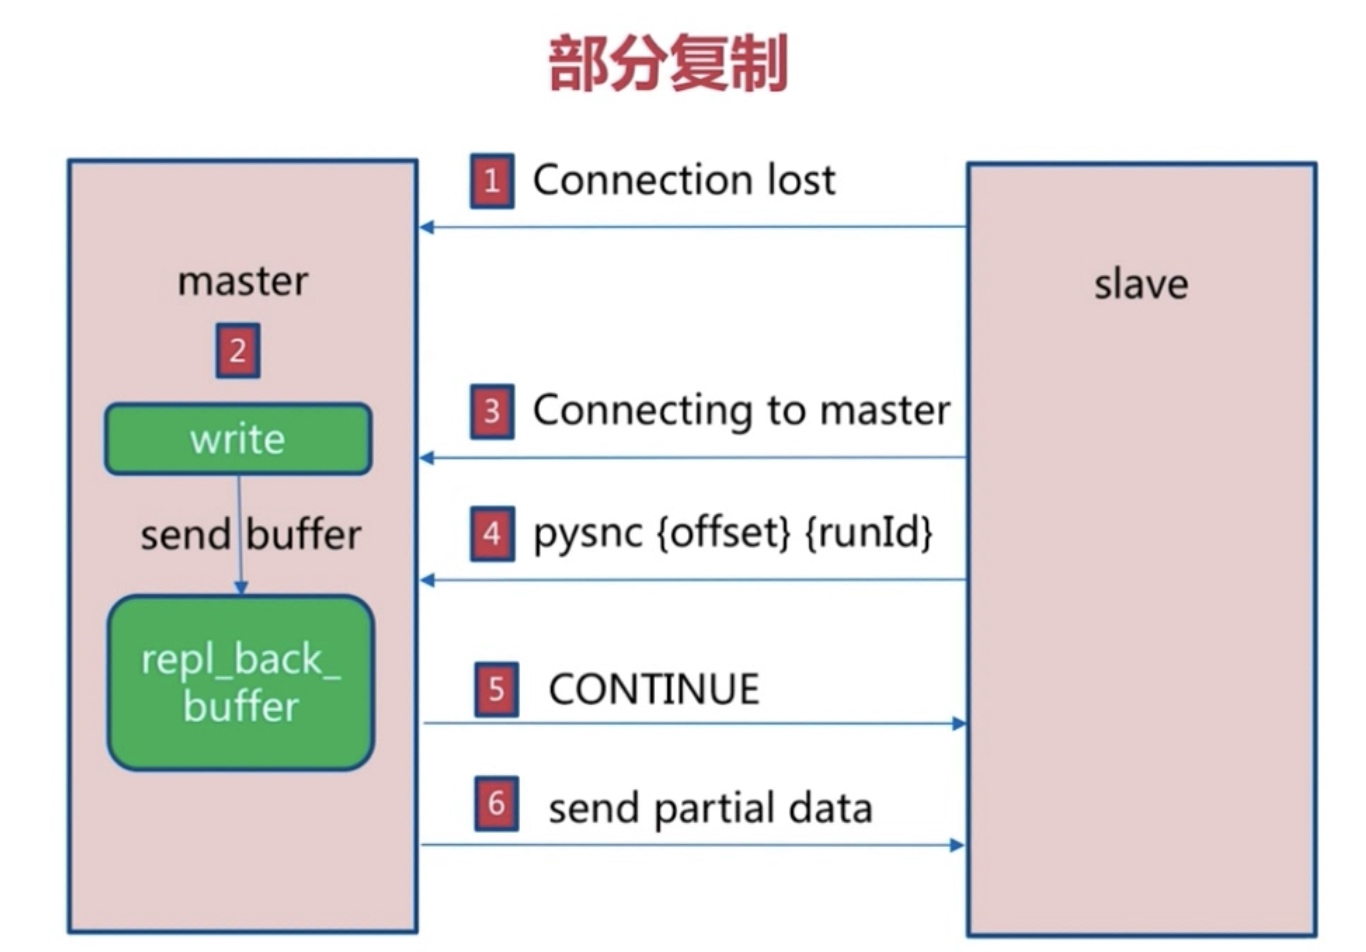 部分复制
1 Connection lost
master
slave
2
3 Connecting to master
write
4 pysnc {offset} {runId}
send buffer
repl_back_
buffer
5 CONTINUE
6 send partial data